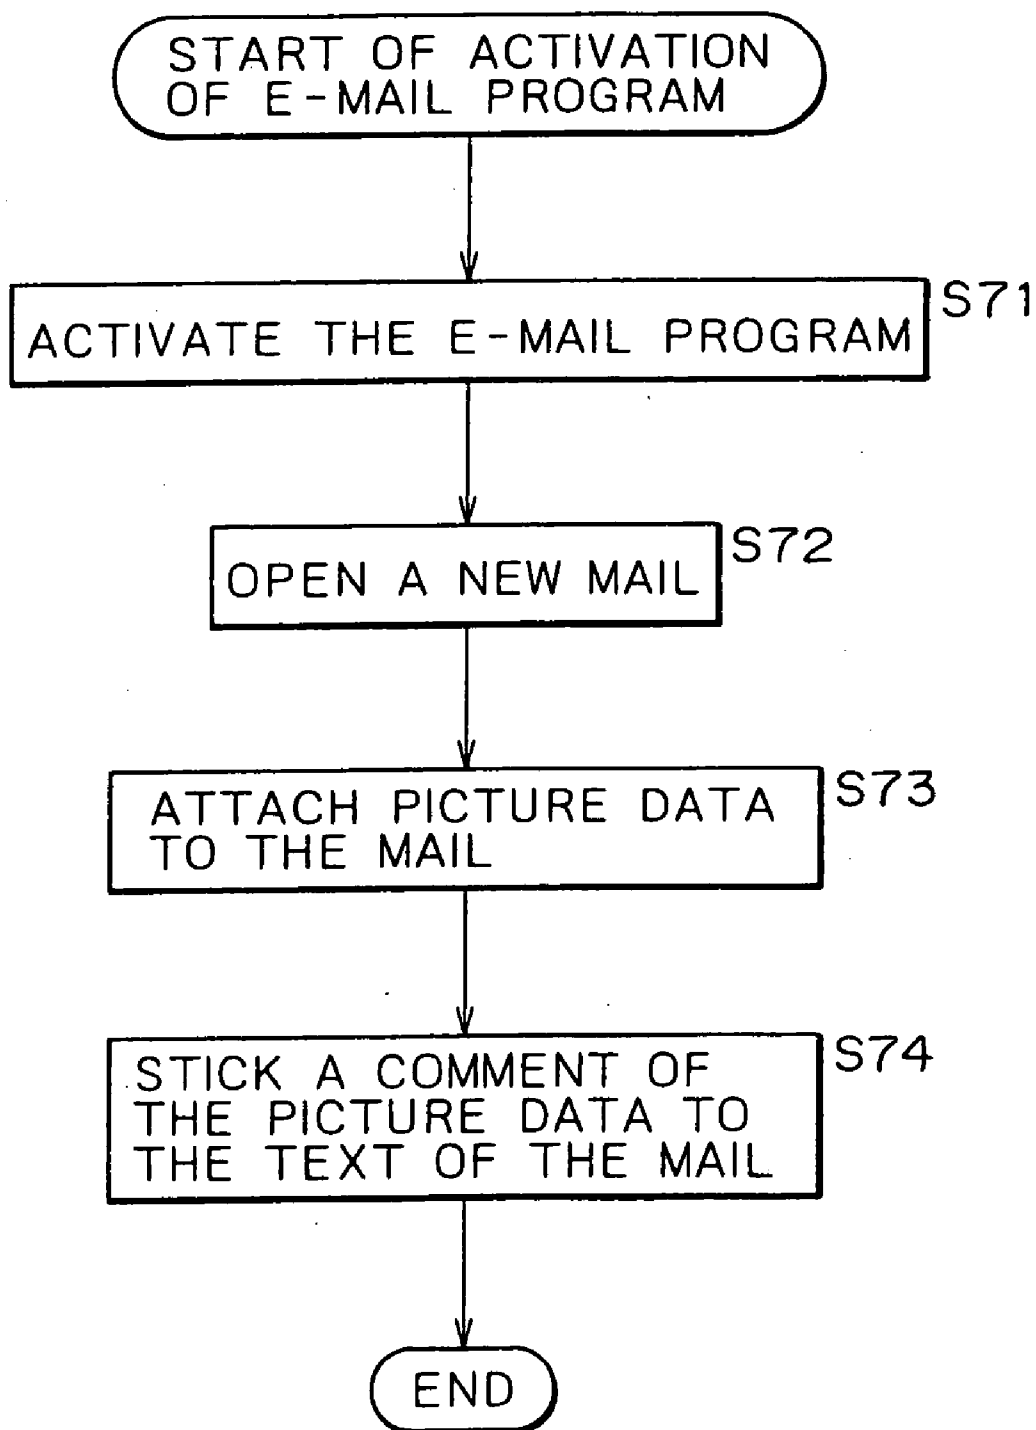 START OF ACTIVATION
OF E-MAIL PROGRAM
S71
ACTIVATE THE E-MAIL PROGRAM
S72
OPEN A NEW MAIL
S73
ATTACH PICTURE DATA
TO THE MAIL
S74
STICK A COMMENT OF
THE PICTURE DATA TO
THE TEXT OF THE MAIL
END